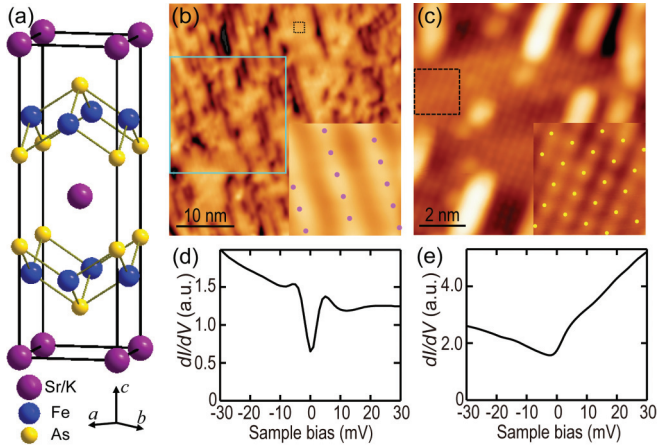 (a)
(b)
(c)
10 nm
2 nm
Sr/K
Fe
As
c
a
b
(d)
dI/dV (a.u.)
1.5
1.0
0.5
-30 -20 -10 0 10 20 30
Sample bias (mV)
(e)
dI/dV (a.u.)
4.0
2.0
0
-30 -20 -10 0 10 20 30
Sample bias (mV)